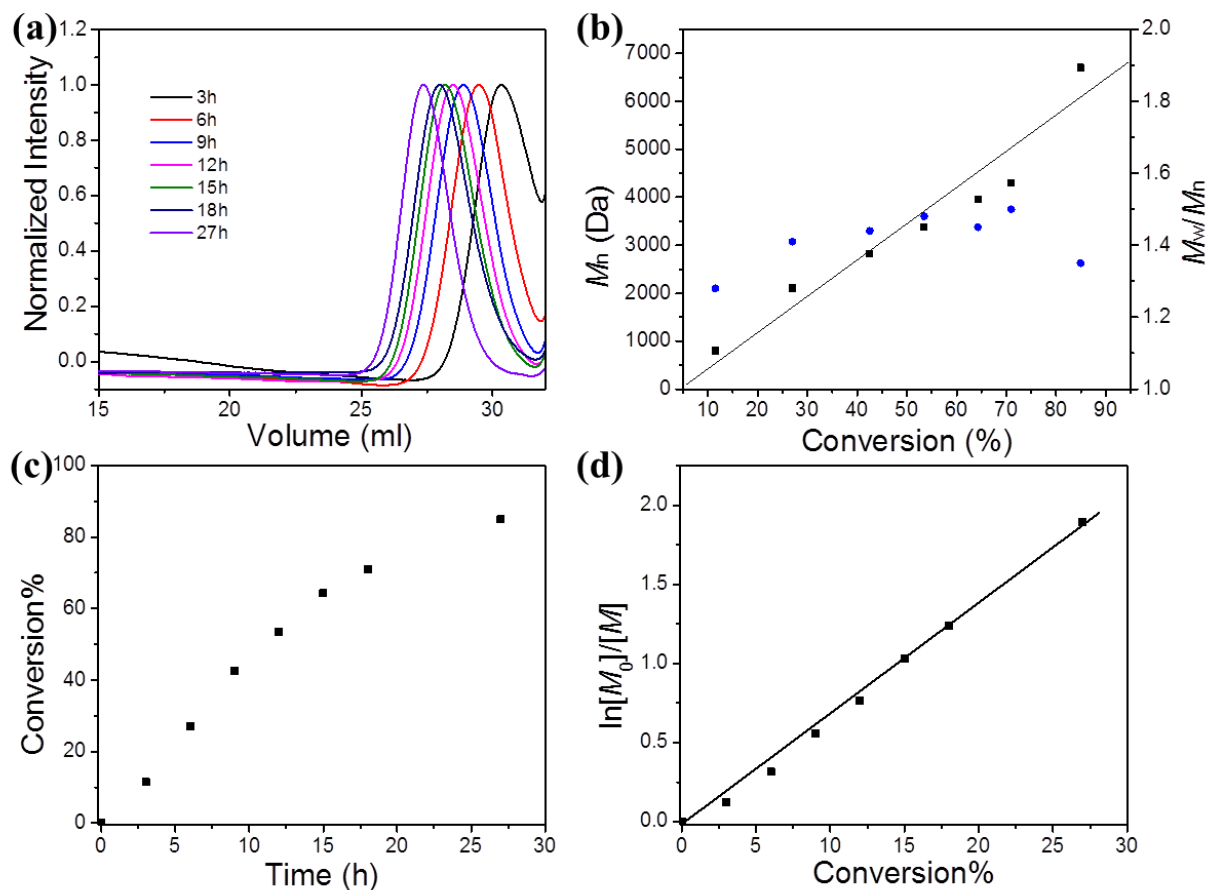 (a)
1.2
1.0
0.8
0.6
0.4
0.2
0.0
Normalized Intensity
3h
6h
9h
12h
15h
18h
27h
15 20 25 30
Volume (ml)
(b)
7000
6000
5000
4000
3000
2000
1000
0
Mn (Da)
2.0
1.8
1.6
1.4
1.2
1.0
Mw/Mn
10 20 30 40 50 60 70 80 90
Conversion (%)
(c)
100
80
60
40
20
0
Conversion%
0 5 10 15 20 25 30
Time (h)
(d)
2.0
1.5
1.0
0.5
0.0
ln[M0]/[M]
0 5 10 15 20 25 30
Conversion%